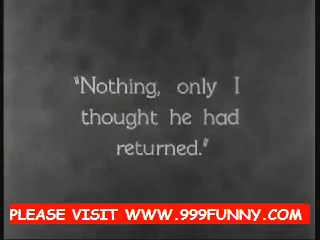 "Nothing, only I
thought he had
returned."
PLEASE VISIT WWW.999FUNNY.COM